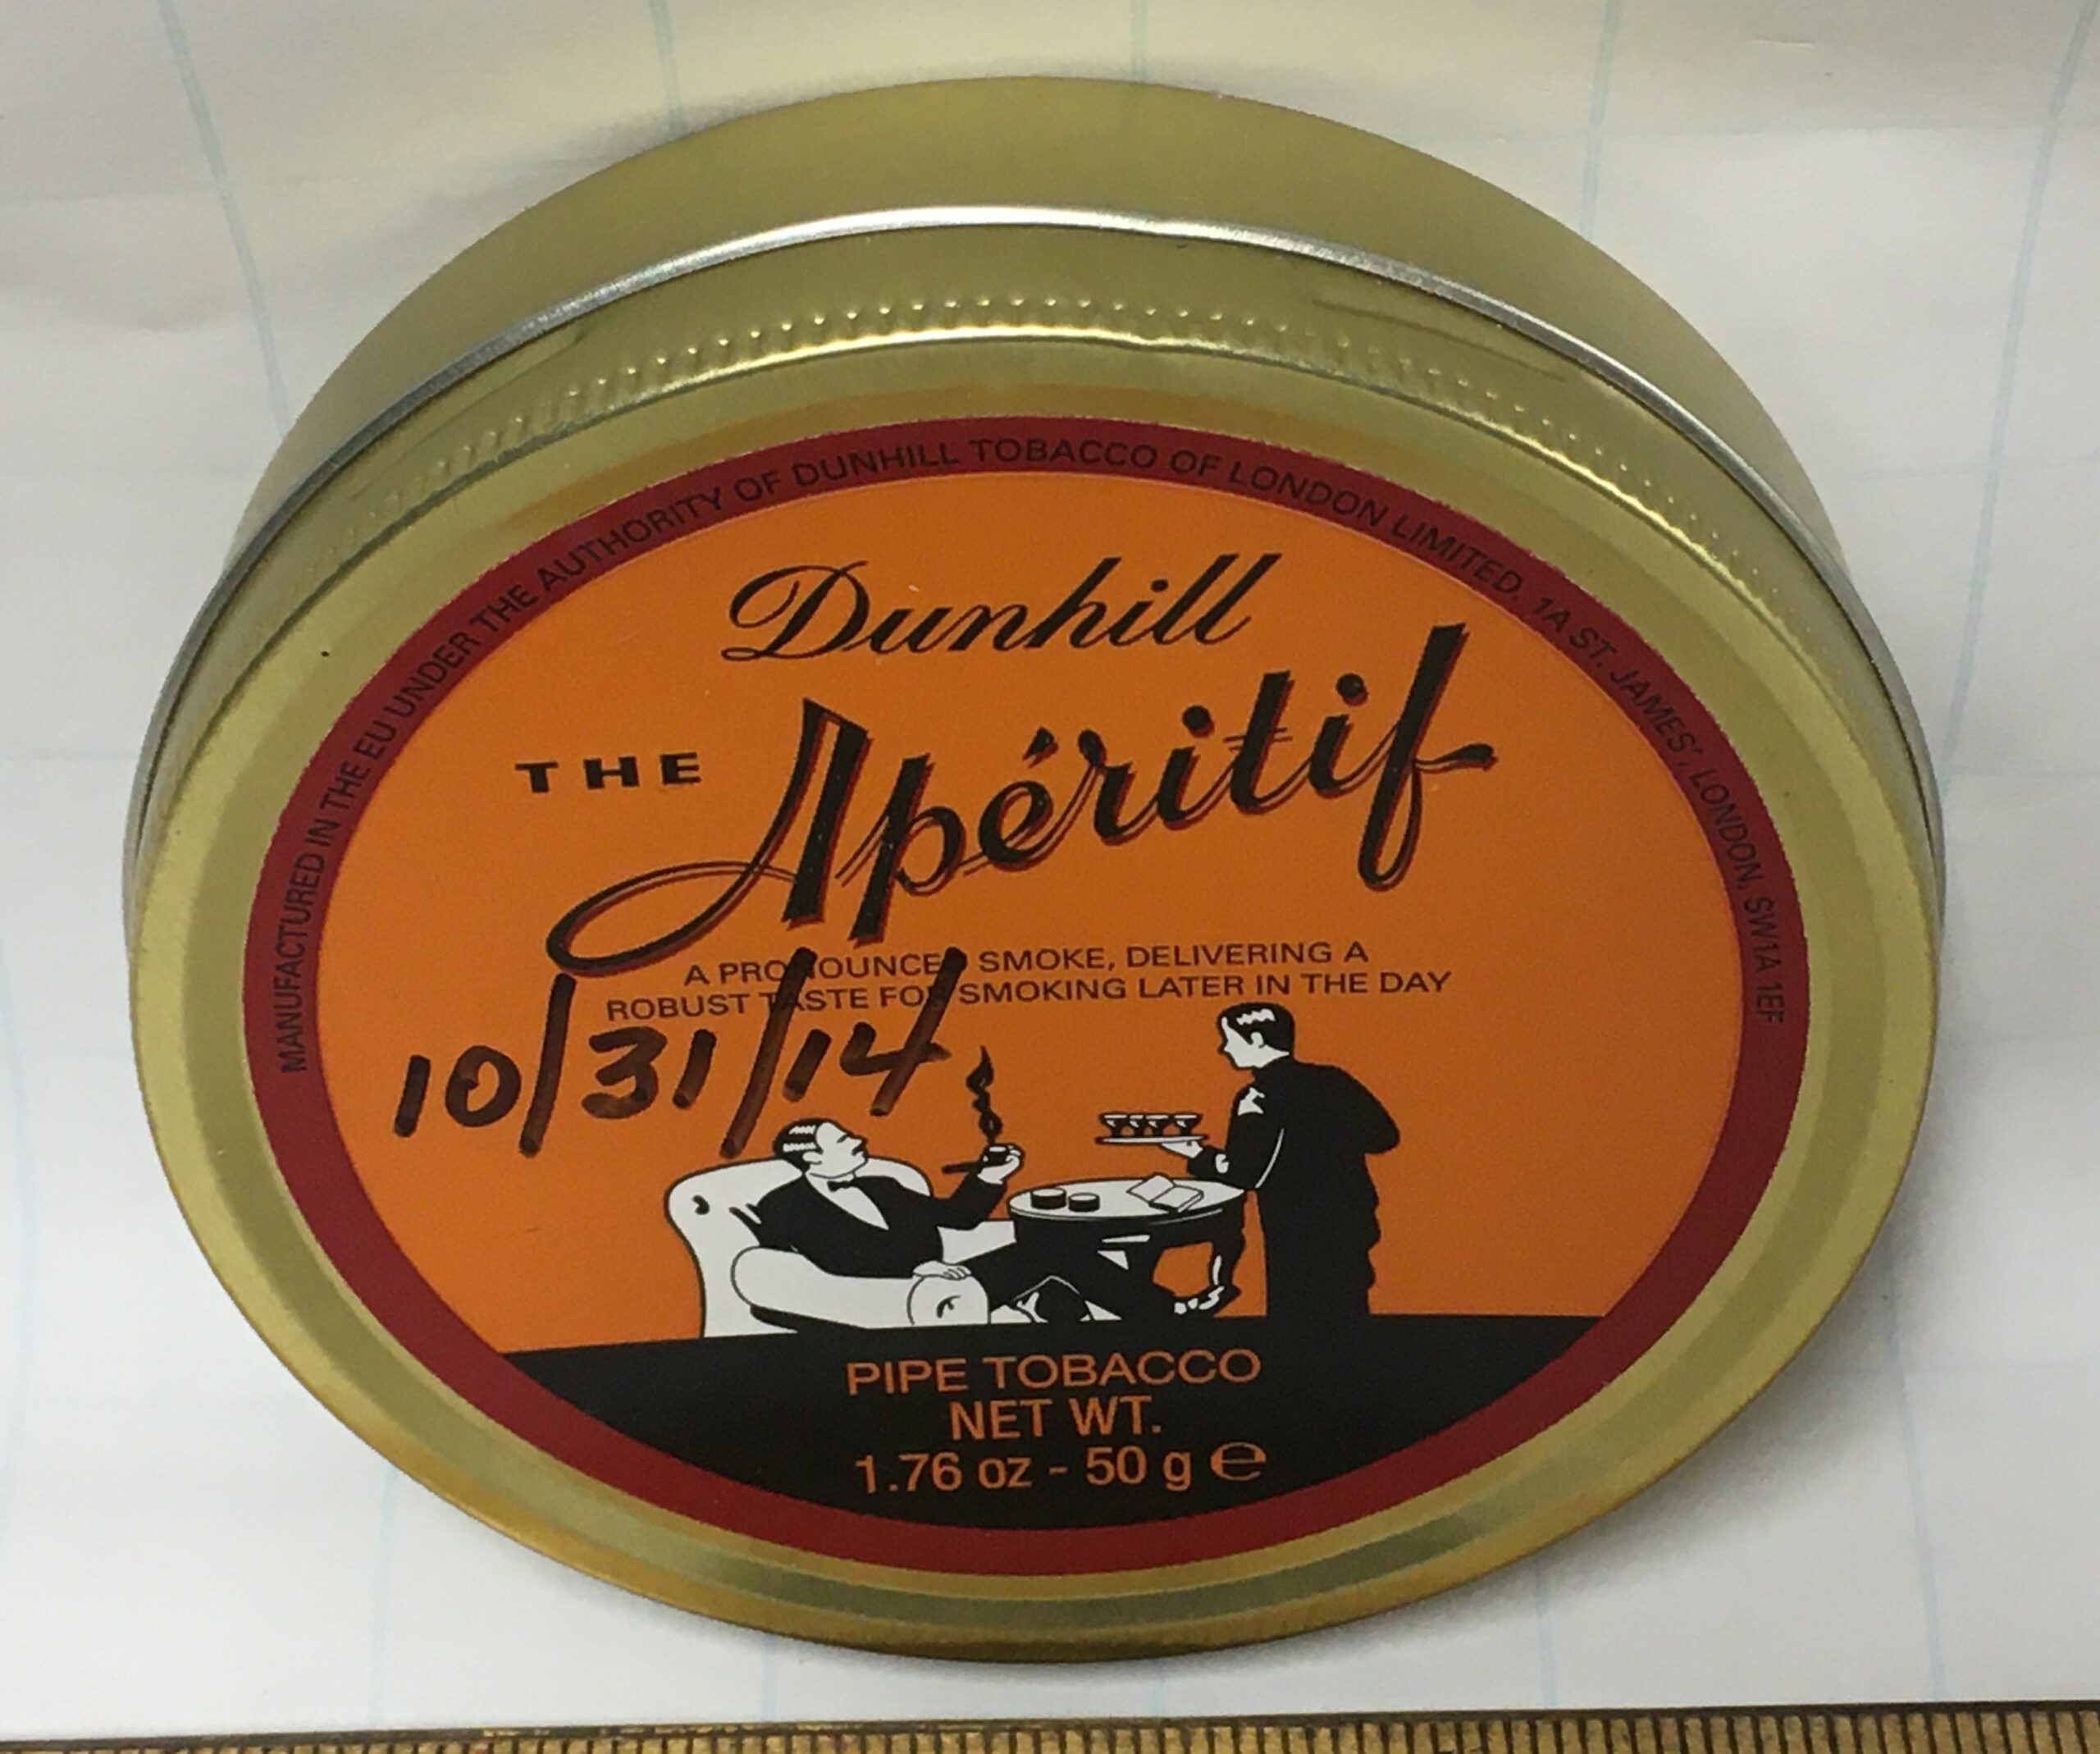 MANUFACTURED IN THE EU UNDER THE AUTHORITY OF DUNHILL TOBACCO OF LONDON LIMITED, 1A ST. JAMES', LONDON, SW1A 1EF
Dunhill
THE Apéritif
A PRONOUNCED SMOKE, DELIVERING A
ROBUST TASTE FOR SMOKING LATER IN THE DAY
10/31/14
PIPE TOBACCO
NET WT.
1.76 oz - 50 g ℮